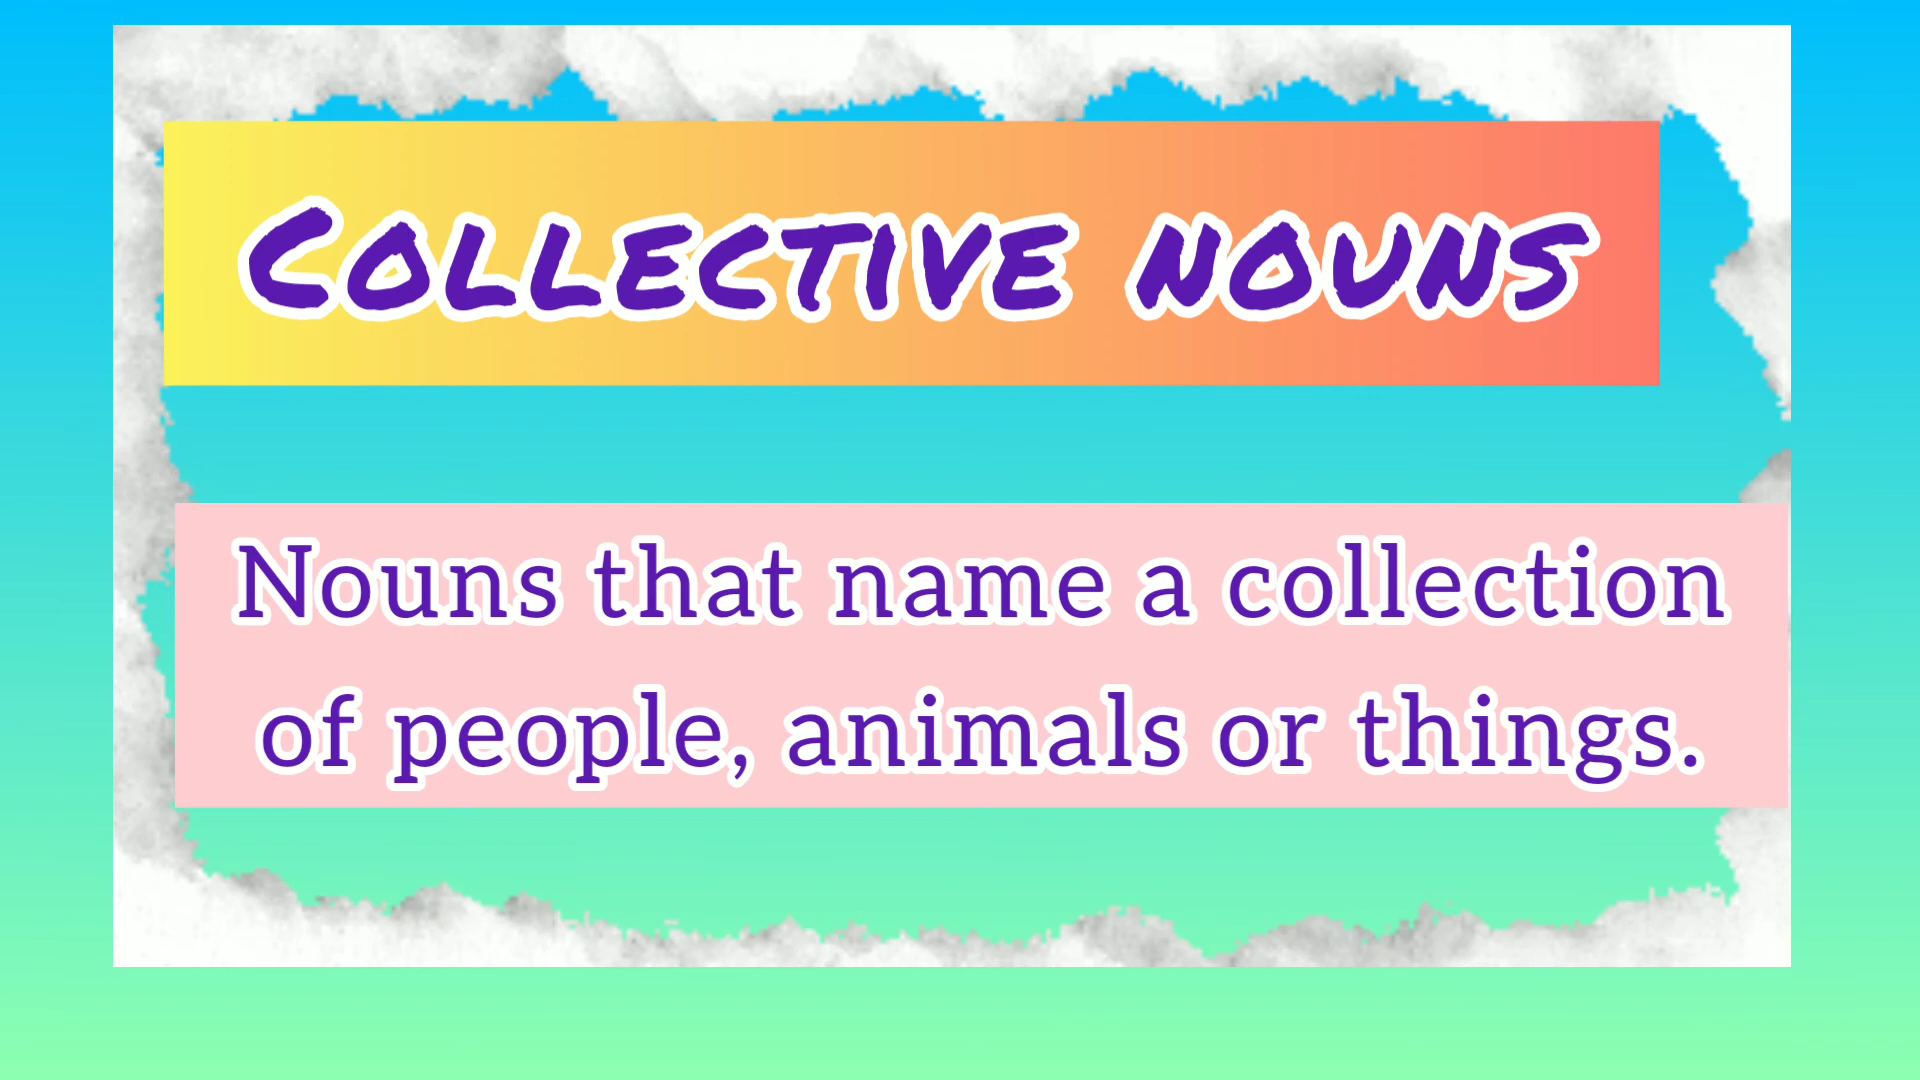 Collective nouns
Nouns that name a collection
of people, animals or things.